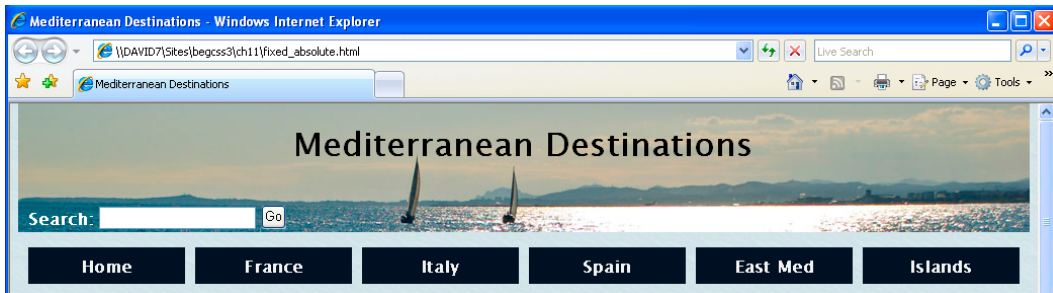 Mediterranean Destinations - Windows Internet Explorer
\\DAVID7\Sites\begcss3\ch11\fixed_absolute.html
Live Search
Mediterranean Destinations
Page
Tools
»
Mediterranean Destinations
Search:
Go
Home France Italy Spain East Med Islands